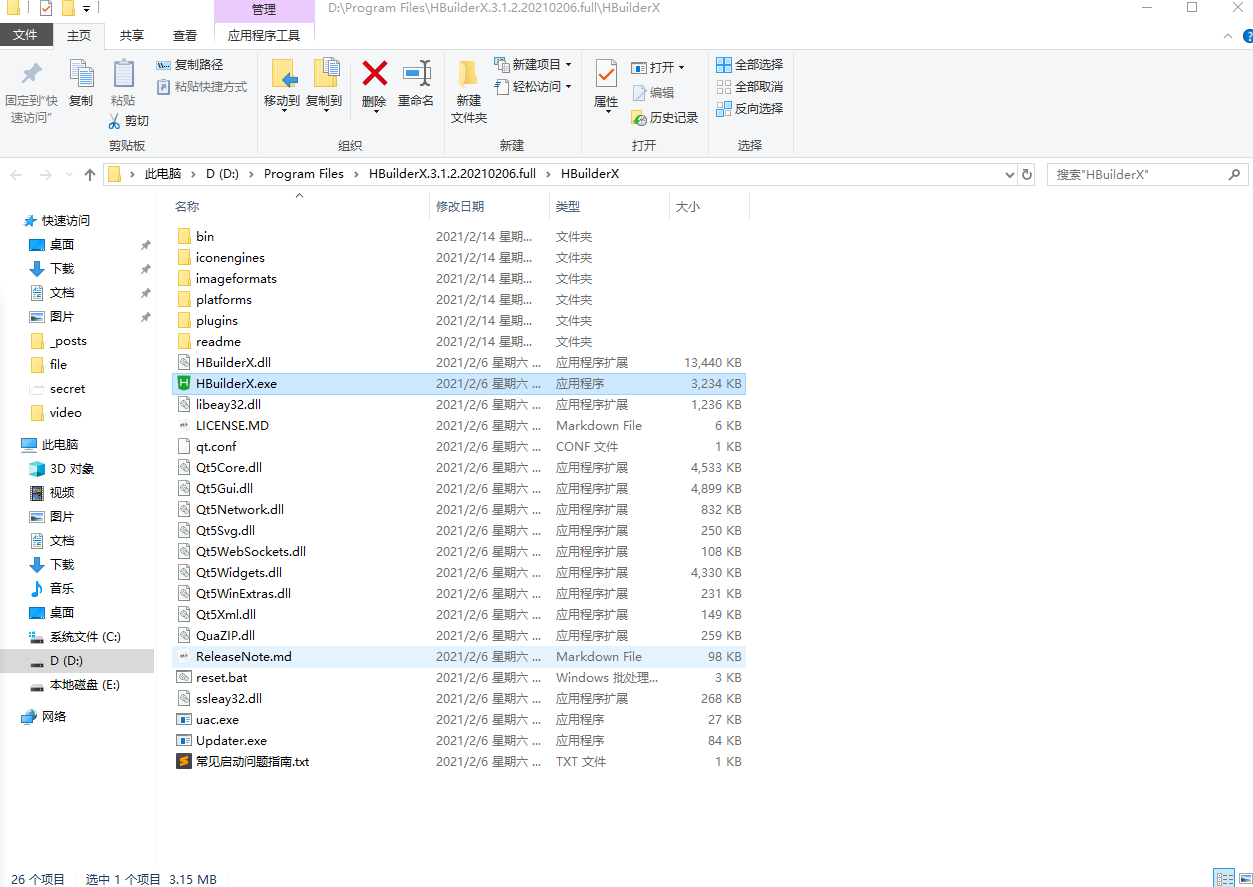 管理 D:\Program Files\HBuilderX.3.1.2.20210206.full\HBuilderX
文件 主页 共享 查看 应用程序工具
固定到"快速访问"
复制
粘贴
复制路径
粘贴快捷方式
剪切
剪贴板
移动到 复制到 删除 重命名
组织
新建文件夹
新建项目
轻松访问
新建
属性
打开
编辑
历史记录
打开
全部选择
全部取消
反向选择
选择
此电脑 > D (D:) > Program Files > HBuilderX.3.1.2.20210206.full > HBuilderX
搜索"HBuilderX"
快速访问
桌面
下载
文档
图片
_posts
file
secret
video
此电脑
3D 对象
视频
图片
文档
下载
音乐
桌面
系统文件 (C:)
D (D:)
本地磁盘 (E:)
网络
名称 修改日期 类型 大小
bin 2021/2/14 星期... 文件夹
iconengines 2021/2/14 星期... 文件夹
imageformats 2021/2/14 星期... 文件夹
platforms 2021/2/14 星期... 文件夹
plugins 2021/2/14 星期... 文件夹
readme 2021/2/14 星期... 文件夹
HBuilderX.dll 2021/2/6 星期六 ... 应用程序扩展 13,440 KB
HBuilderX.exe 2021/2/6 星期六 ... 应用程序 3,234 KB
libeay32.dll 2021/2/6 星期六 ... 应用程序扩展 1,236 KB
LICENSE.MD 2021/2/6 星期六 ... Markdown File 6 KB
qt.conf 2021/2/6 星期六 ... CONF 文件 1 KB
Qt5Core.dll 2021/2/6 星期六 ... 应用程序扩展 4,533 KB
Qt5Gui.dll 2021/2/6 星期六 ... 应用程序扩展 4,899 KB
Qt5Network.dll 2021/2/6 星期六 ... 应用程序扩展 832 KB
Qt5Svg.dll 2021/2/6 星期六 ... 应用程序扩展 250 KB
Qt5WebSockets.dll 2021/2/6 星期六 ... 应用程序扩展 108 KB
Qt5Widgets.dll 2021/2/6 星期六 ... 应用程序扩展 4,330 KB
Qt5WinExtras.dll 2021/2/6 星期六 ... 应用程序扩展 231 KB
Qt5Xml.dll 2021/2/6 星期六 ... 应用程序扩展 149 KB
QuaZIP.dll 2021/2/6 星期六 ... 应用程序扩展 259 KB
ReleaseNote.md 2021/2/6 星期六 ... Markdown File 98 KB
reset.bat 2021/2/6 星期六 ... Windows 批处理... 3 KB
ssleay32.dll 2021/2/6 星期六 ... 应用程序扩展 268 KB
uac.exe 2021/2/6 星期六 ... 应用程序 27 KB
Updater.exe 2021/2/6 星期六 ... 应用程序 84 KB
常见启动问题指南.txt 2021/2/6 星期六 ... TXT 文件 1 KB
26 个项目 选中 1 个项目 3.15 MB